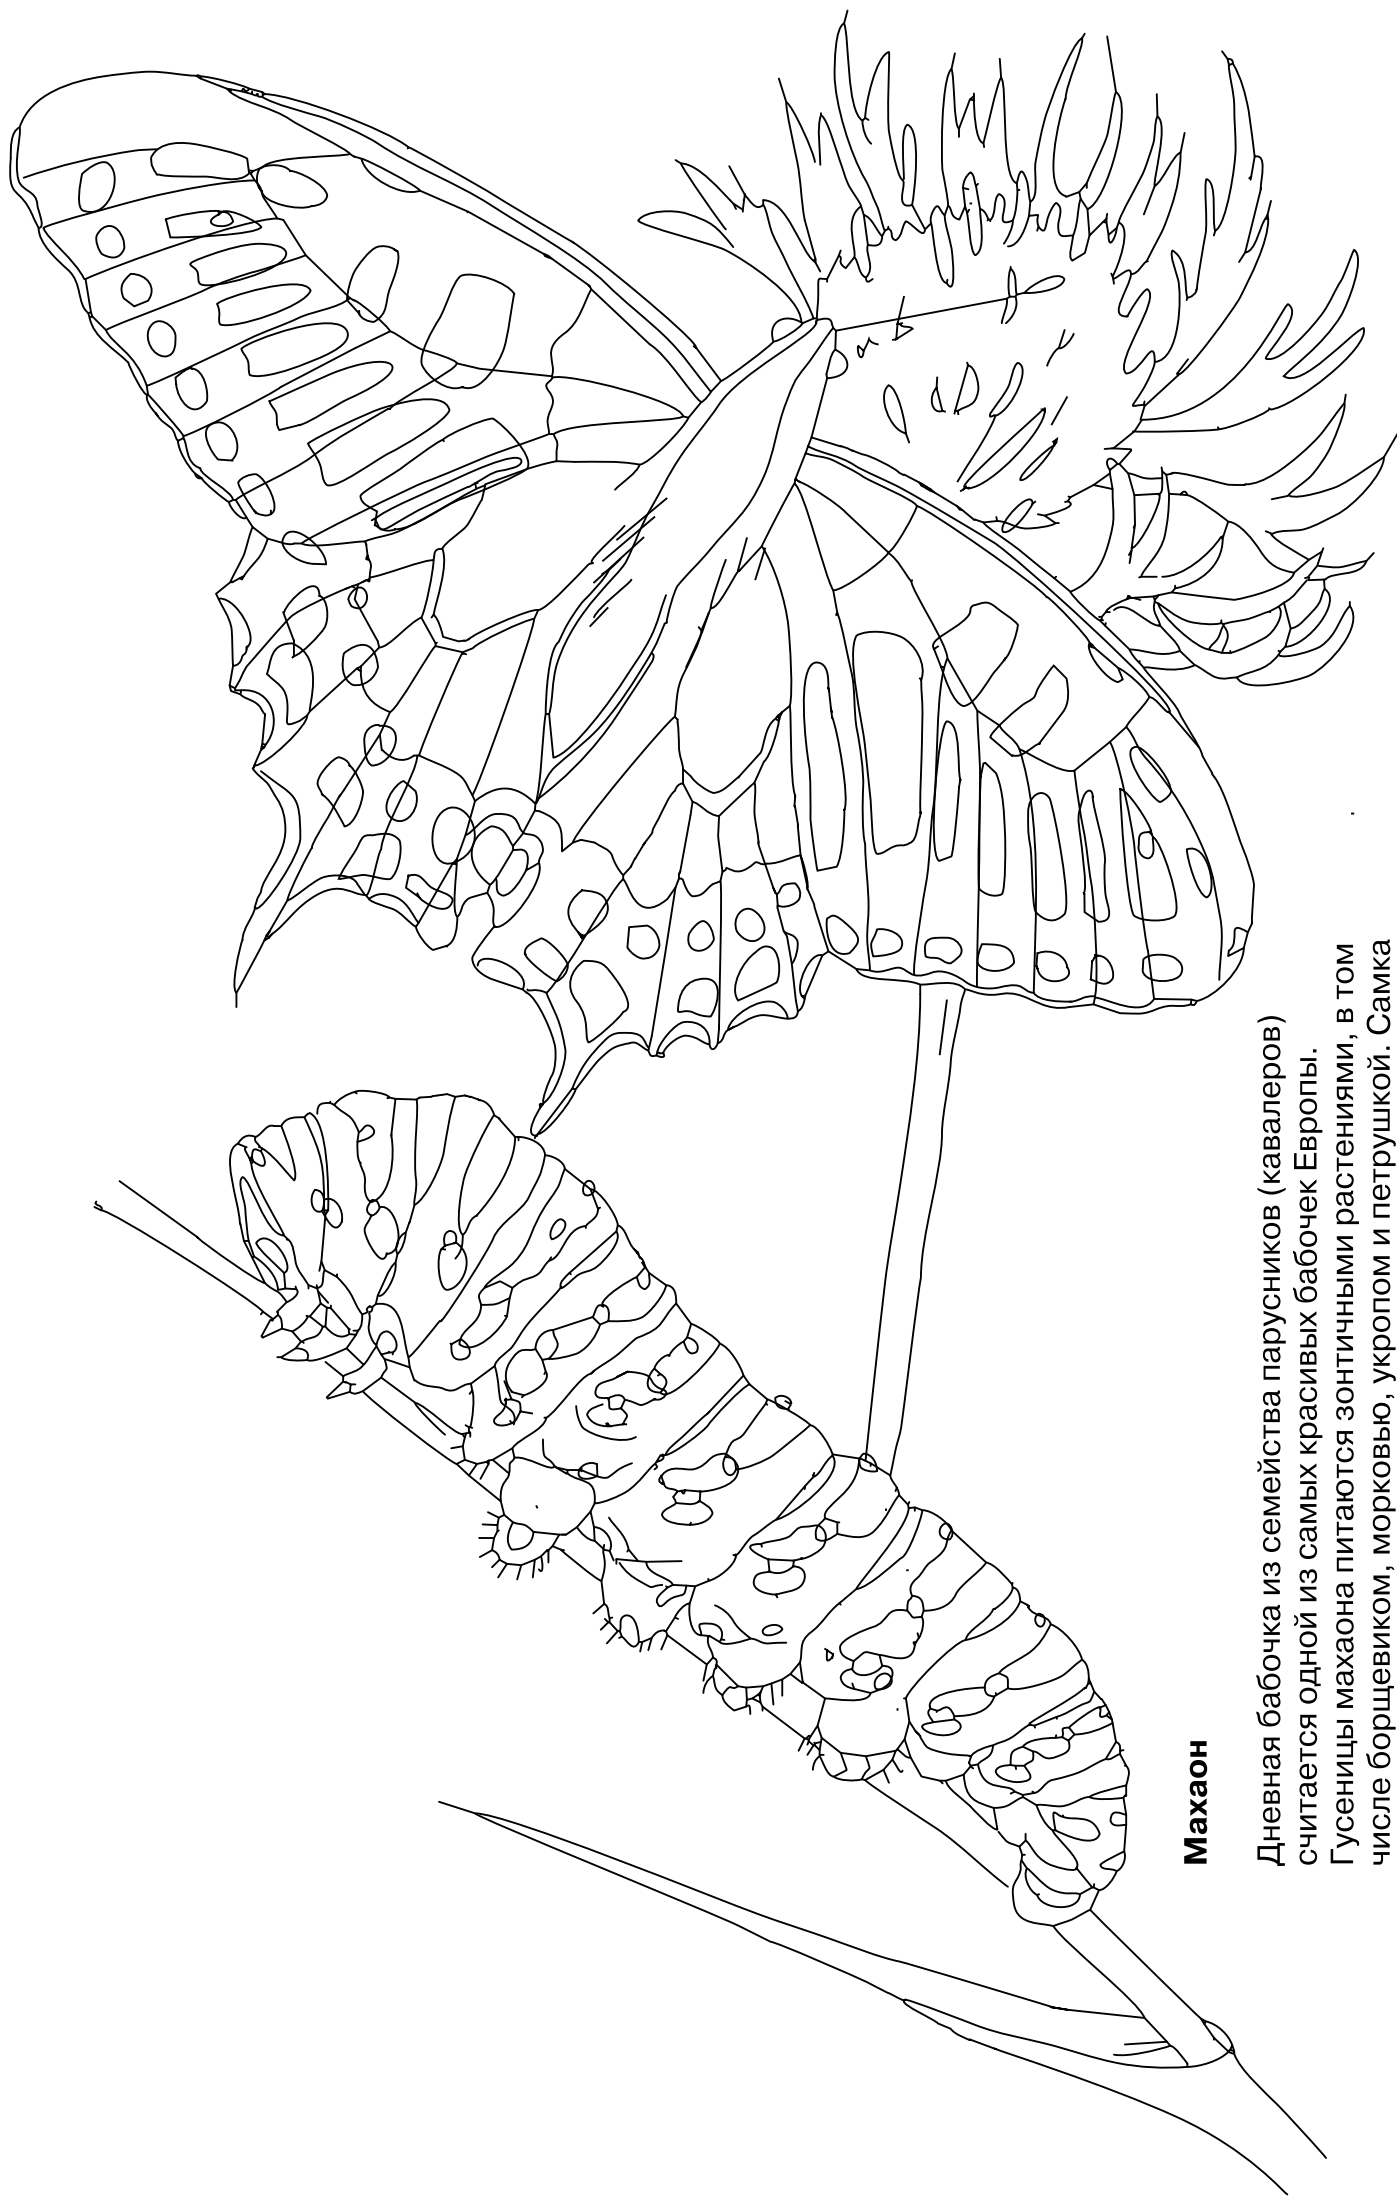 Махаон
Дневная бабочка из семейства парусников (кавалеров)
считается одной из самых красивых бабочек Европы.
Гусеницы махаона питаются зонтичными растениями, в том
числе борщевиком, морковью, укропом и петрушкой. Самка